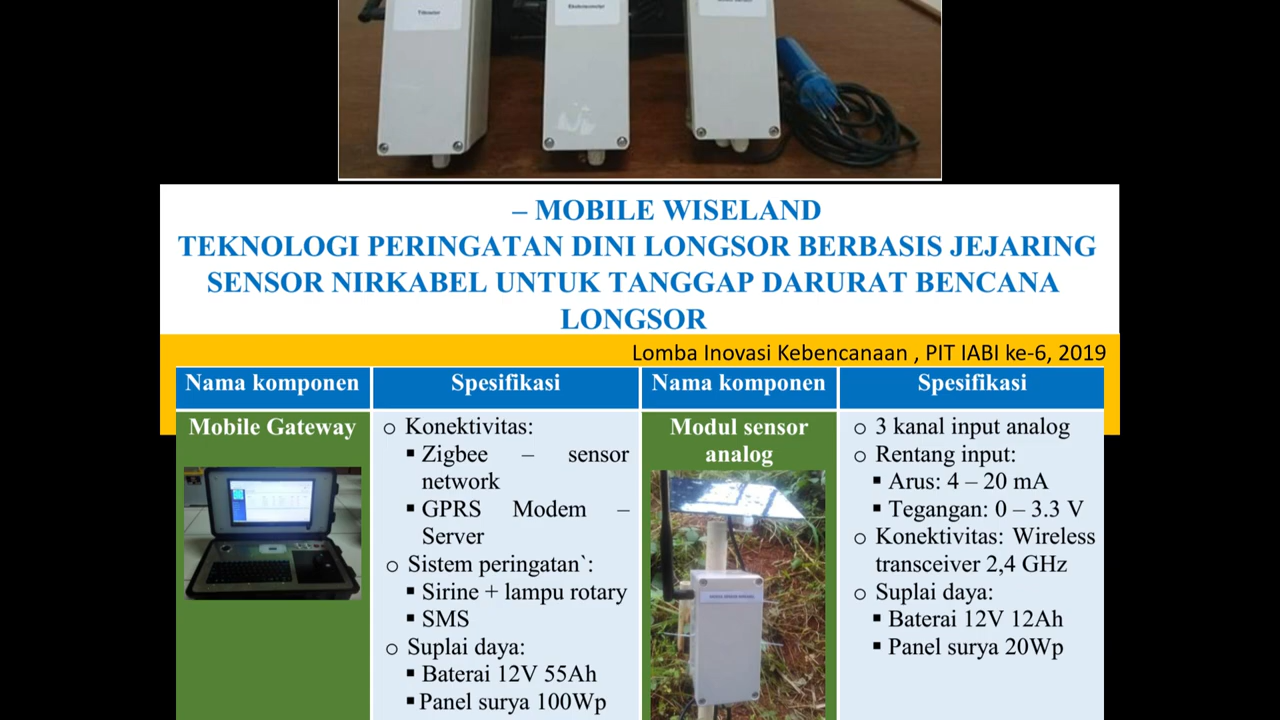 Tiltmeter
Ekstensometer
– MOBILE WISELAND
TEKNOLOGI PERINGATAN DINI LONGSOR BERBASIS JEJARING
SENSOR NIRKABEL UNTUK TANGGAP DARURAT BENCANA
LONGSOR
Lomba Inovasi Kebencanaan , PIT IABI ke-6, 2019
Nama komponen
Spesifikasi
Nama komponen
Spesifikasi
Mobile Gateway
o Konektivitas:
▪ Zigbee – sensor
network
▪ GPRS Modem –
Server
o Sistem peringatan`:
▪ Sirine + lampu rotary
▪ SMS
o Suplai daya:
▪ Baterai 12V 55Ah
▪ Panel surya 100Wp
Modul sensor
analog
o 3 kanal input analog
o Rentang input:
▪ Arus: 4 – 20 mA
▪ Tegangan: 0 – 3.3 V
o Konektivitas: Wireless
transceiver 2,4 GHz
o Suplai daya:
▪ Baterai 12V 12Ah
▪ Panel surya 20Wp